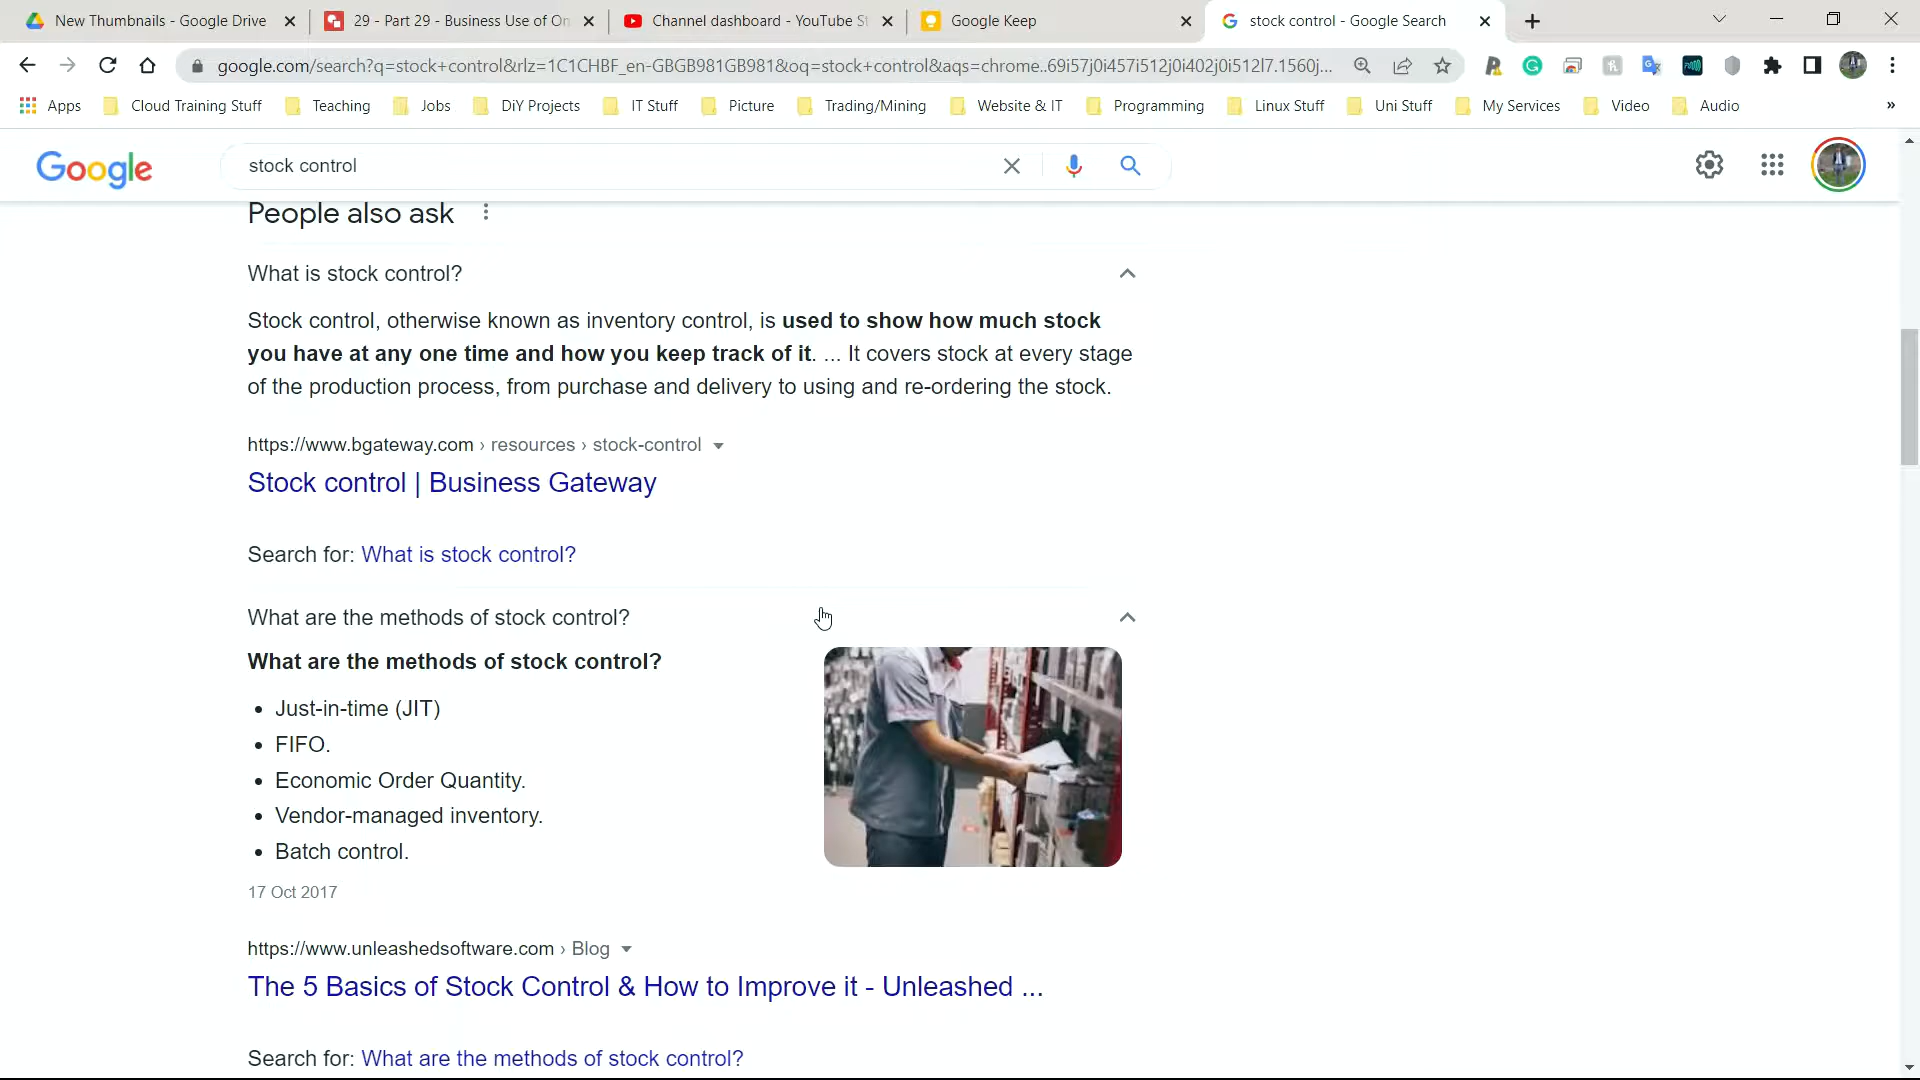 New Thumbnails - Google Drive
29 - Part 29 - Business Use of On
Channel dashboard - YouTube St
Google Keep
stock control - Google Search
google.com/search?q=stock+control&rlz=1C1CHBF_en-GBGB981GB981&oq=stock+control&aqs=chrome..69i57j0i457i512j0i402j0i512l7.1560j...
Apps
Cloud Training Stuff
Teaching
Jobs
DiY Projects
IT Stuff
Picture
Trading/Mining
Website & IT
Programming
Linux Stuff
Uni Stuff
My Services
Video
Audio
»
Google
stock control
People also ask
What is stock control?
Stock control, otherwise known as inventory control, is used to show how much stock
you have at any one time and how you keep track of it. ... It covers stock at every stage
of the production process, from purchase and delivery to using and re-ordering the stock.
https://www.bgateway.com › resources › stock-control
Stock control | Business Gateway
Search for: What is stock control?
What are the methods of stock control?
What are the methods of stock control?
• Just-in-time (JIT)
• FIFO.
• Economic Order Quantity.
• Vendor-managed inventory.
• Batch control.
17 Oct 2017
https://www.unleashedsoftware.com › Blog
The 5 Basics of Stock Control & How to Improve it - Unleashed ...
Search for: What are the methods of stock control?